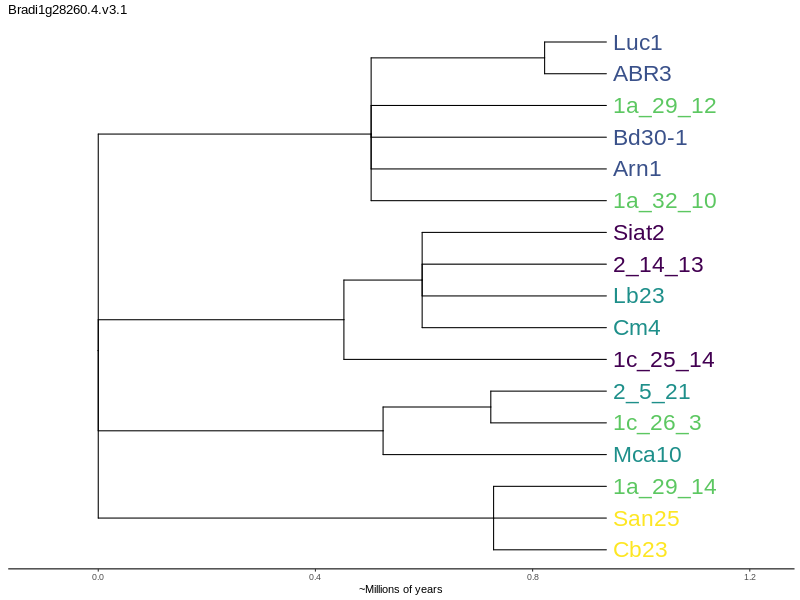 Bradi1g28260.4.v3.1
Luc1
ABR3
1a_29_12
Bd30-1
Arn1
1a_32_10
Siat2
2_14_13
Lb23
Cm4
1c_25_14
2_5_21
1c_26_3
Mca10
1a_29_14
San25
Cb23
0.0 0.4 0.8 1.2
~Millions of years